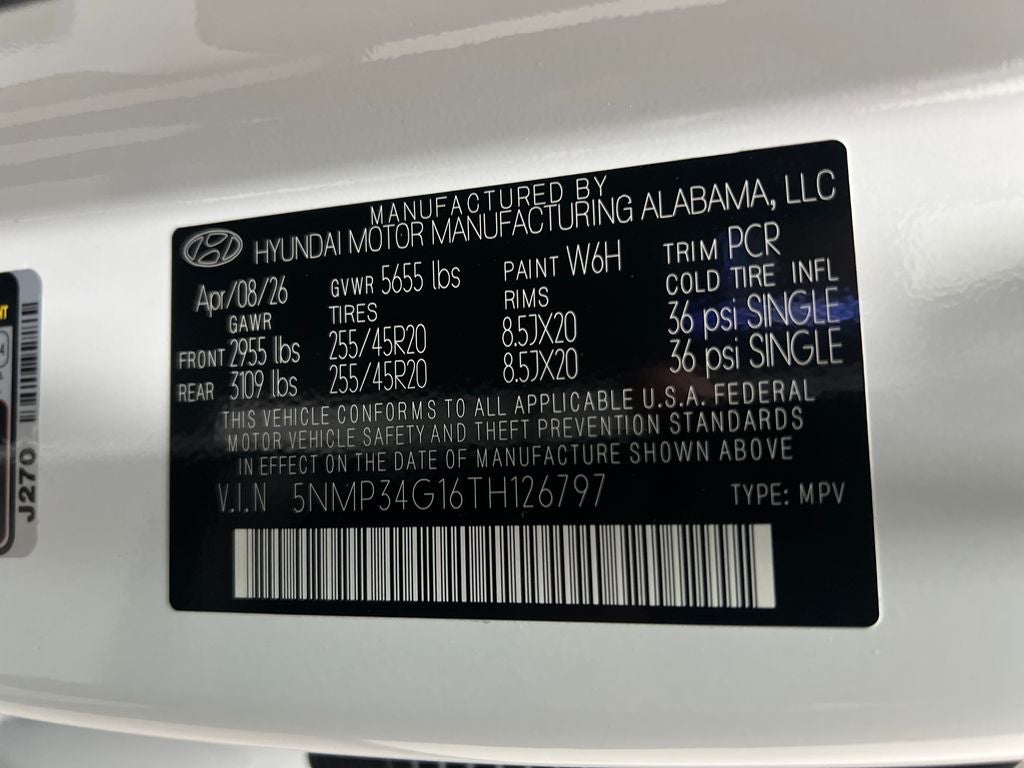 MANUFACTURED BY
HYUNDAI MOTOR MANUFACTURING ALABAMA, LLC
Apr/08/26 GVWR 5655 lbs PAINT W6H TRIM PCR
GAWR TIRES RIMS COLD TIRE INFL
FRONT 2955 lbs 255/45R20 8.5JX20 36 psi SINGLE
REAR 3109 lbs 255/45R20 8.5JX20 36 psi SINGLE
THIS VEHICLE CONFORMS TO ALL APPLICABLE U.S.A. FEDERAL
MOTOR VEHICLE SAFETY AND THEFT PREVENTION STANDARDS
IN EFFECT ON THE DATE OF MANUFACTURE SHOWN ABOVE
V.I.N 5NMP34G16TH126797 TYPE: MPV
J270